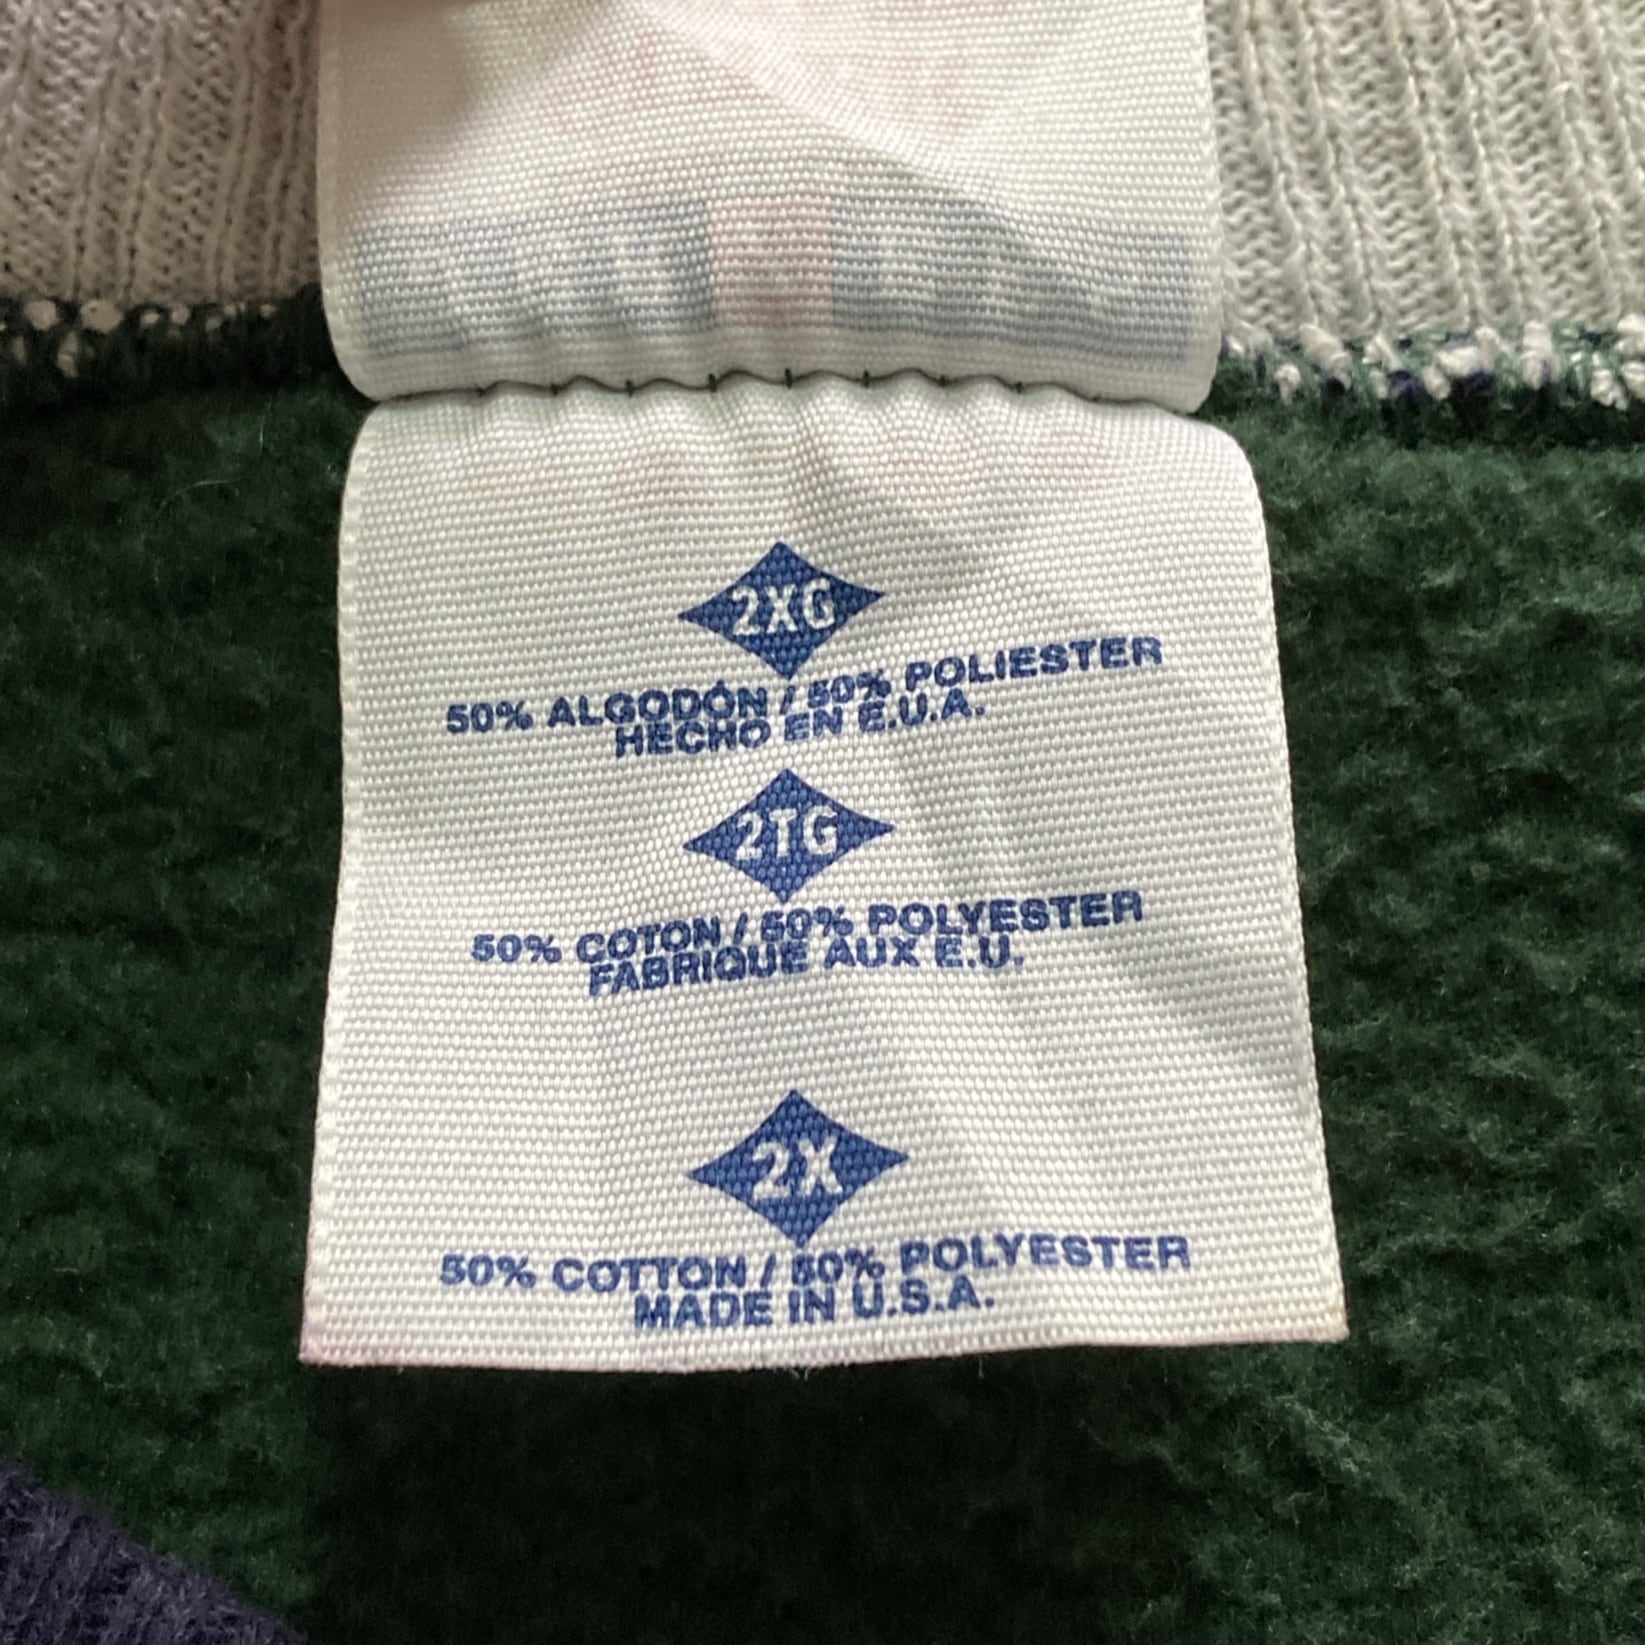 2XG
50% ALGODÓN / 50% POLIESTER
HECHO EN E.U.A.
2TG
50% COTON / 50% POLYESTER
FABRIQUE AUX E.U.
2X
50% COTTON / 50% POLYESTER
MADE IN U.S.A.